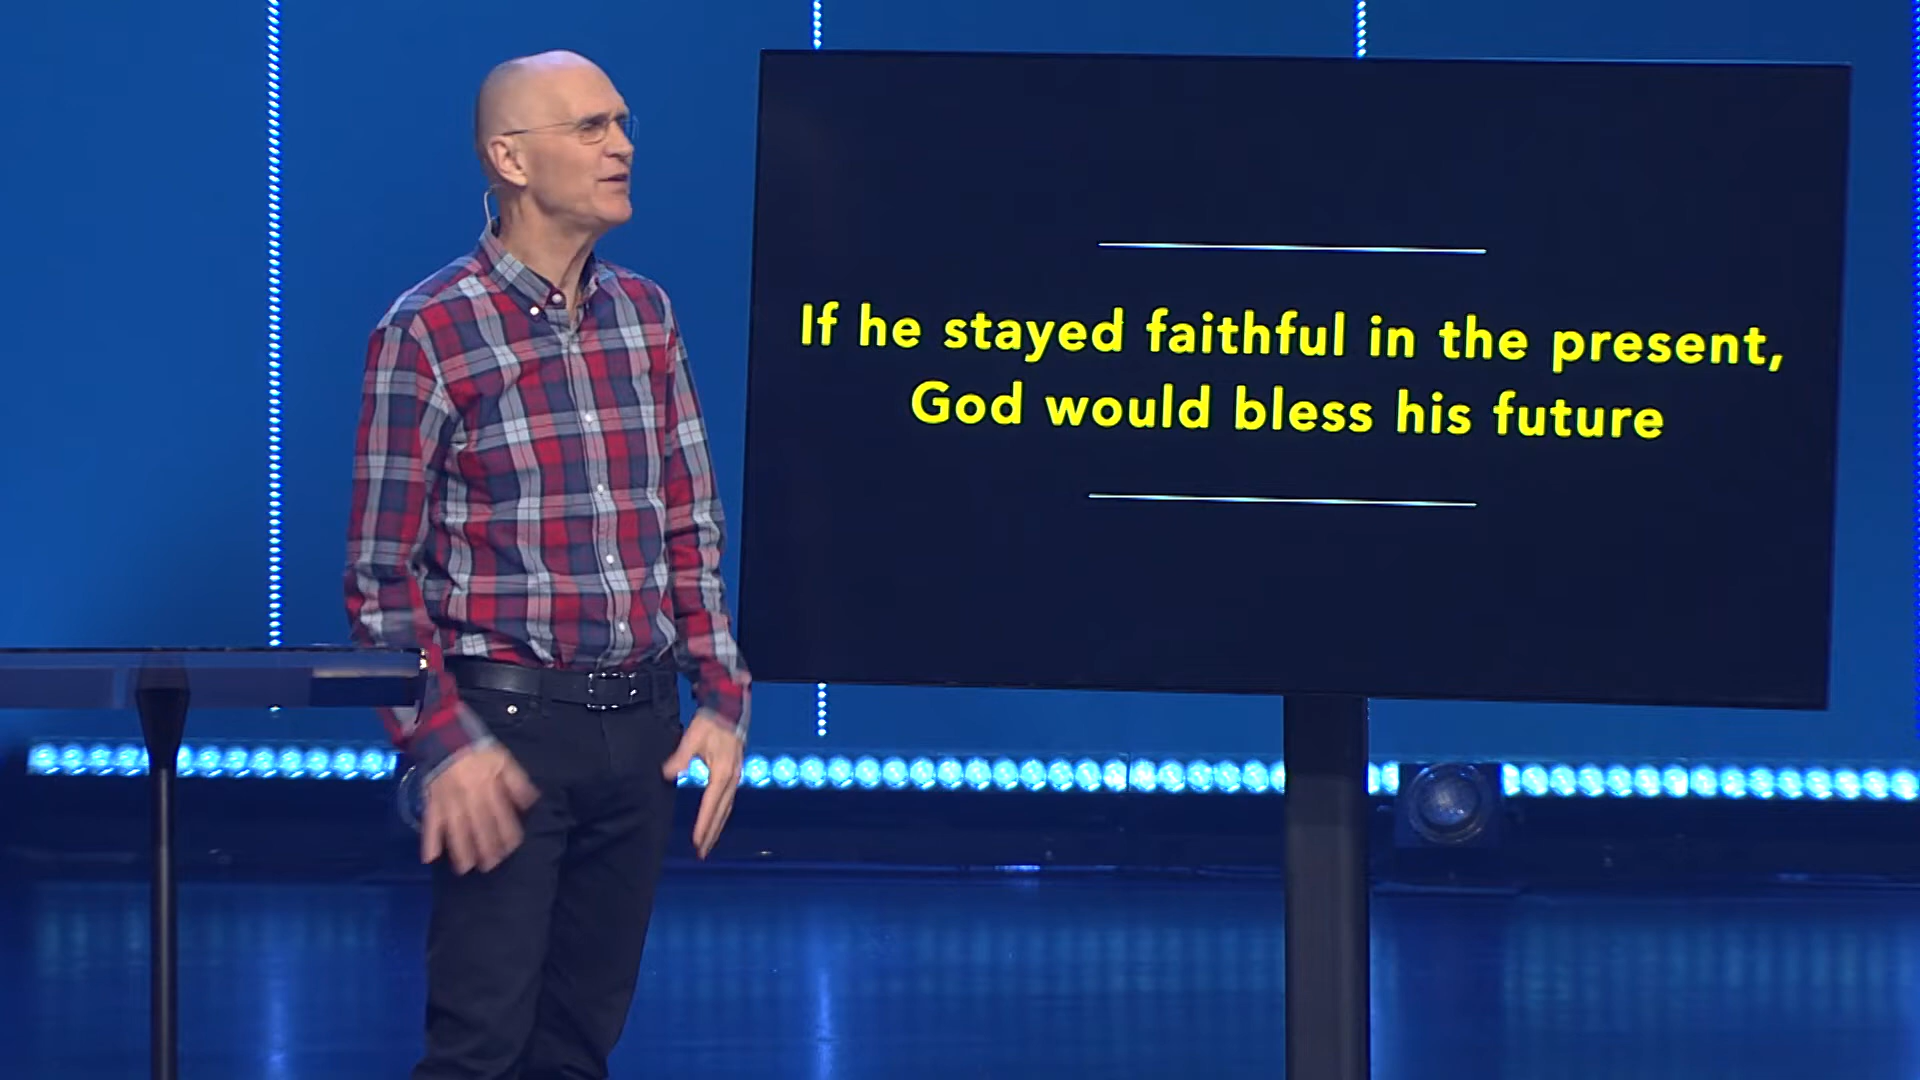 If he stayed faithful in the present,
God would bless his future